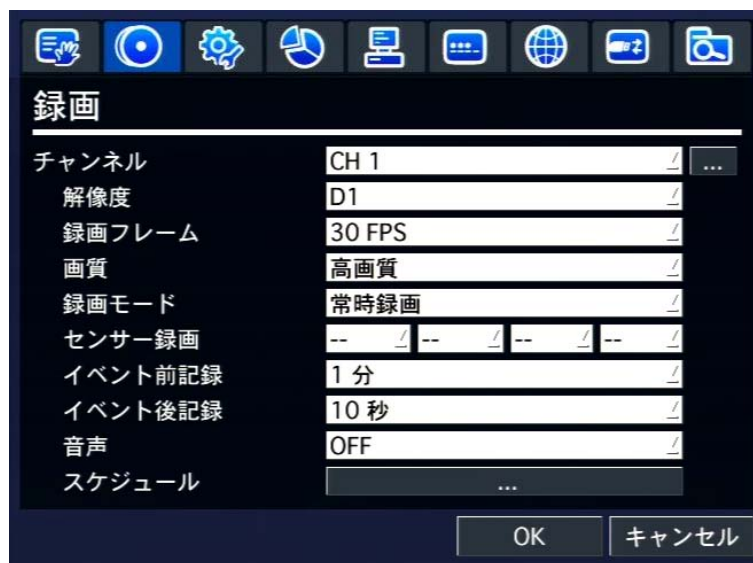 録画
チャンネル CH 1 ...
解像度 D1
録画フレーム 30 FPS
画質 高画質
録画モード 常時録画
センサー録画 -- -- -- --
イベント前記録 1 分
イベント後記録 10 秒
音声 OFF
スケジュール ...
OK キャンセル